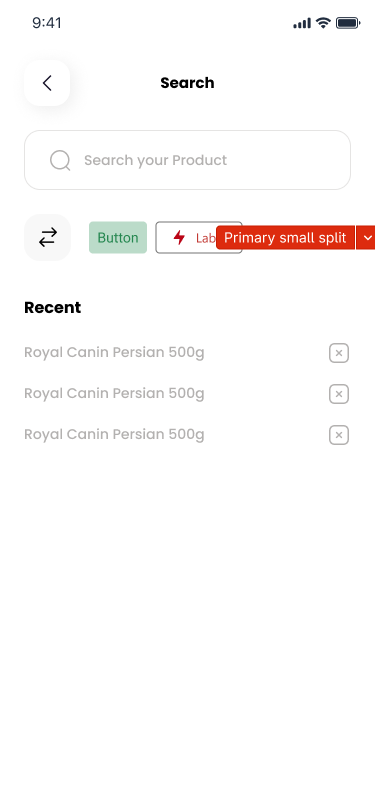 9:41
Search
Search your Product
Button
Lab
Primary small split
Recent
Royal Canin Persian 500g
Royal Canin Persian 500g
Royal Canin Persian 500g